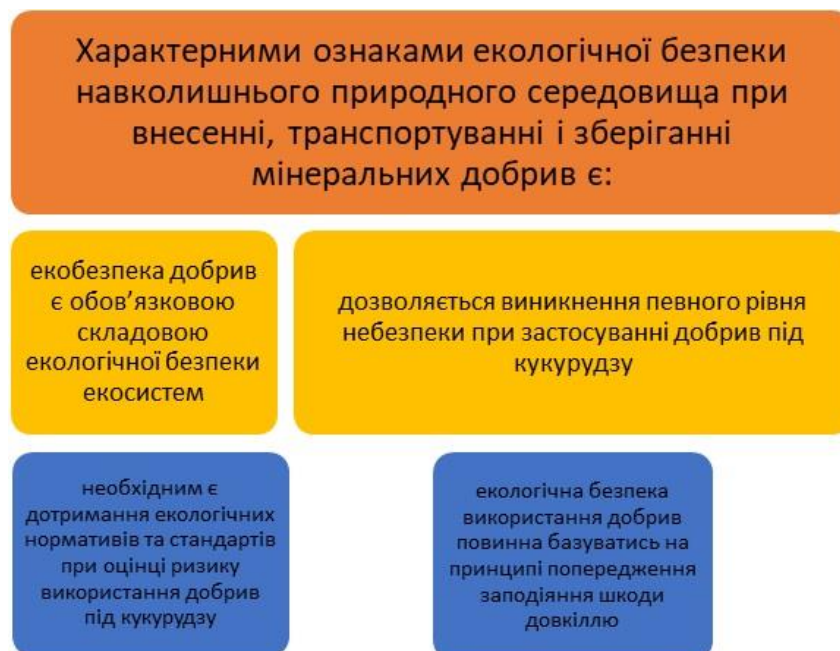 Характерними ознаками екологічної безпеки
навколишнього природного середовища при
внесенні, транспортуванні і зберіганні
мінеральних добрив є:
екобезпека добрив
є обов’язковою
складовою
екологічної безпеки
екосистем
дозволяється виникнення певного рівня
небезпеки при застосуванні добрив під
кукурудзу
необхідним є
дотримання екологічних
нормативів та стандартів
при оцінці ризику
використання добрив
під кукурудзу
екологічна безпека
використання добрив
повинна базуватись на
принципі попередження
заподіяння шкоди
довкіллю